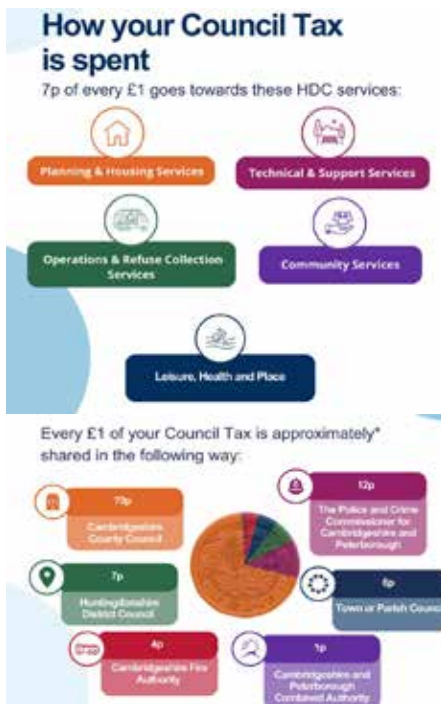 How your Council Tax
is spent
7p of every £1 goes towards these HDC services:
Planning & Housing Services
Technical & Support Services
Operations & Refuse Collection
Services
Community Services
Leisure, Health and Place
Every £1 of your Council Tax is approximately*
shared in the following way:
12p
The Police and Crime
Commissioner for
Cambridgeshire and
Peterborough
Cambridgeshire
County Council
7p
Huntingdonshire
District Council
6p
Town or Parish Counc
4p
Cambridgeshire Fire
Authority
1p
Cambridgeshire and
Peterborough
Combined Authority